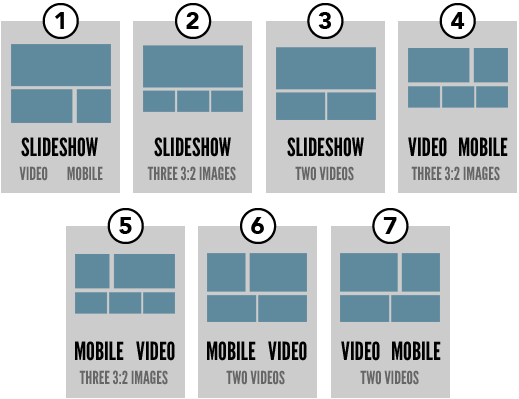 1
2
3
4
SLIDESHOW
VIDEO MOBILE
SLIDESHOW
THREE 3:2 IMAGES
SLIDESHOW
TWO VIDEOS
VIDEO MOBILE
THREE 3:2 IMAGES
5
6
7
MOBILE VIDEO
THREE 3:2 IMAGES
MOBILE VIDEO
TWO VIDEOS
VIDEO MOBILE
TWO VIDEOS